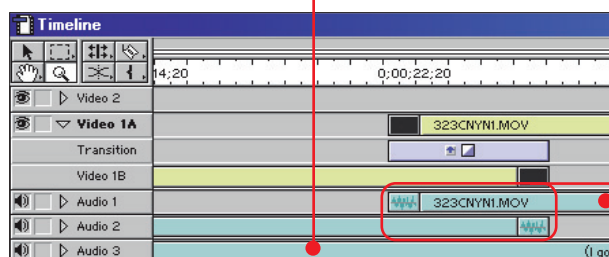 Timeline
14;20 0;00;22;20
Video 2
Video 1A 323CNYN1.MOV
Transition
Video 1B
Audio 1 323CNYN1.MOV
Audio 2
Audio 3 (I go